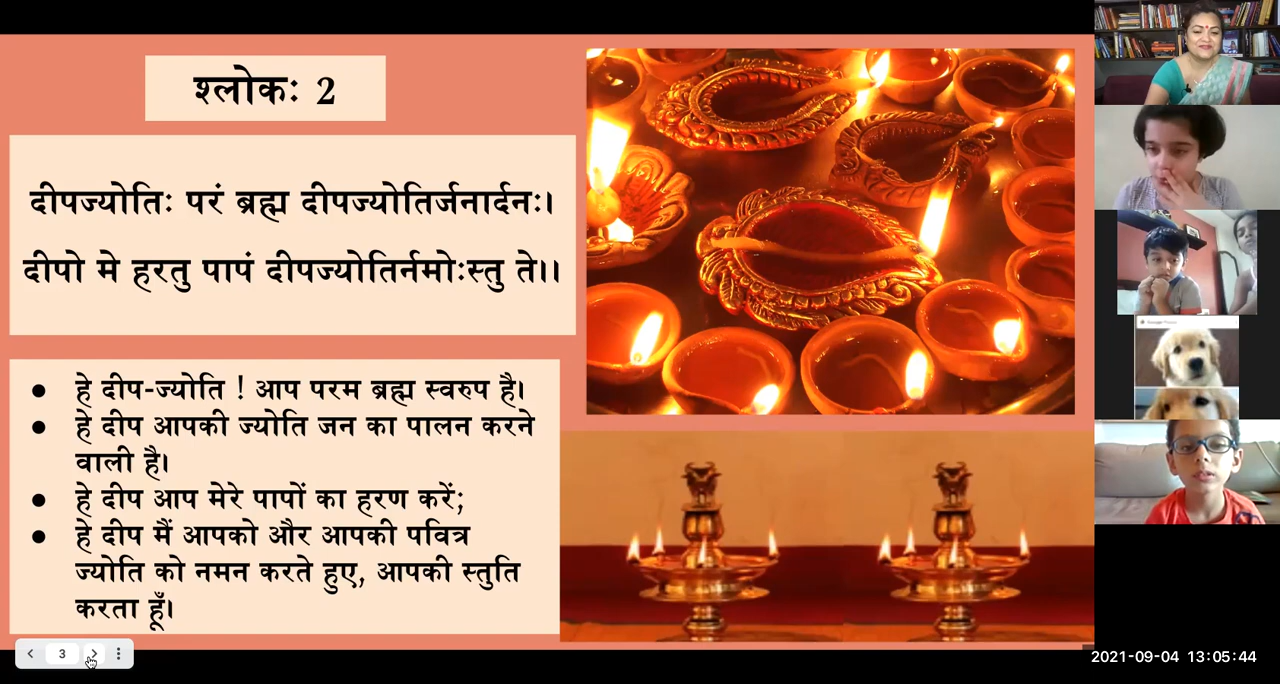 श्लोकः 2
दीपज्योतिः परं ब्रह्म दीपज्योतिर्जनार्दनः।
दीपो मे हरतु पापं दीपज्योतिर्नमोःस्तु ते।।
● हे दीप-ज्योति ! आप परम ब्रह्म स्वरुप है।
● हे दीप आपकी ज्योति जन का पालन करने
वाली है।
● हे दीप आप मेरे पापों का हरण करें;
● हे दीप मैं आपको और आपकी पवित्र
ज्योति को नमन करते हुए, आपकी स्तुति
करता हूँ।
3
2021-09-04 13:05:44